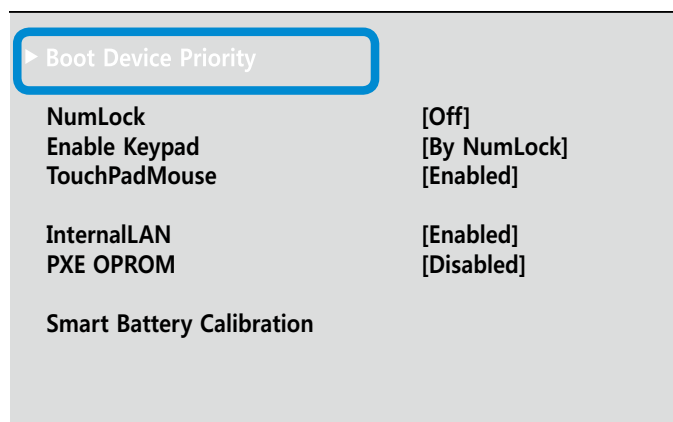 ▶ Boot Device Priority
NumLock [Off]
Enable Keypad [By NumLock]
TouchPadMouse [Enabled]
InternalLAN [Enabled]
PXE OPROM [Disabled]
Smart Battery Calibration